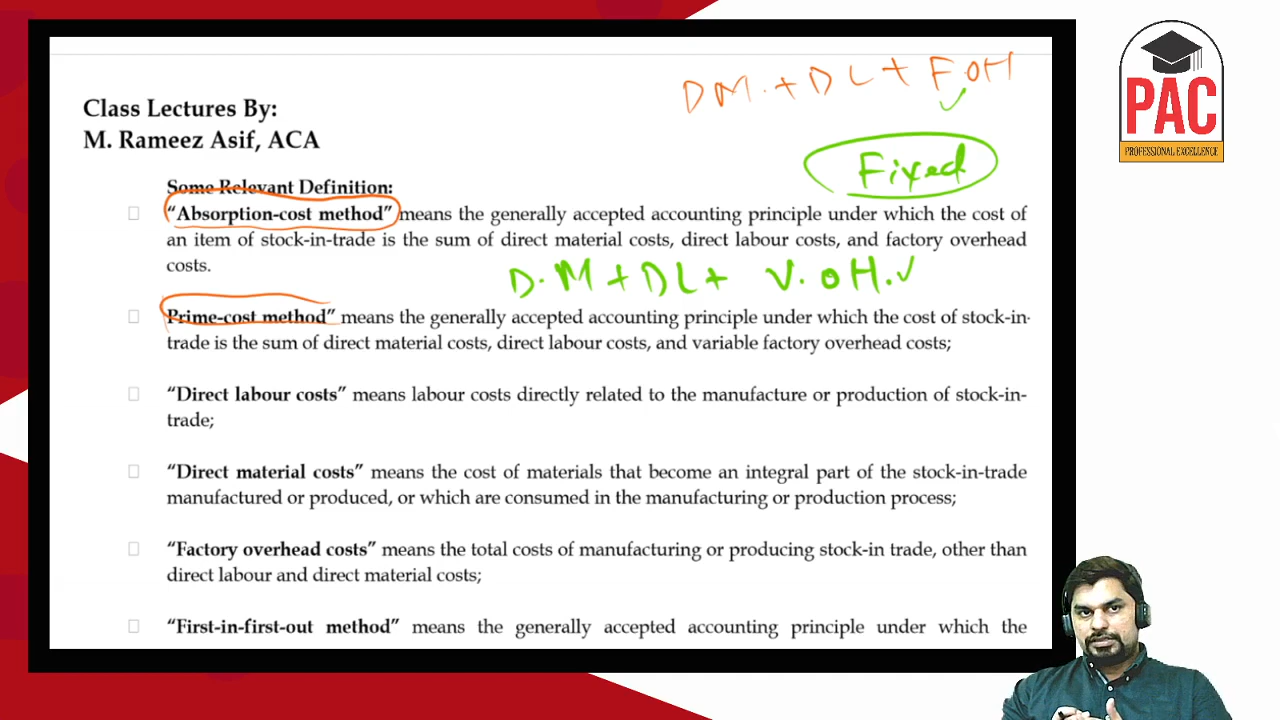 DM. + DL + F.OH
PAC
PROFESSIONAL EXCELLENCE
Class Lectures By:
M. Rameez Asif, ACA
Fixed
Some Relevant Definition:
“Absorption-cost method” means the generally accepted accounting principle under which the cost of
an item of stock-in-trade is the sum of direct material costs, direct labour costs, and factory overhead
costs.
D.M + DL + V.OH.
Prime-cost method” means the generally accepted accounting principle under which the cost of stock-in-
trade is the sum of direct material costs, direct labour costs, and variable factory overhead costs;
“Direct labour costs” means labour costs directly related to the manufacture or production of stock-in-
trade;
“Direct material costs” means the cost of materials that become an integral part of the stock-in-trade
manufactured or produced, or which are consumed in the manufacturing or production process;
“Factory overhead costs” means the total costs of manufacturing or producing stock-in trade, other than
direct labour and direct material costs;
“First-in-first-out method” means the generally accepted accounting principle under which the